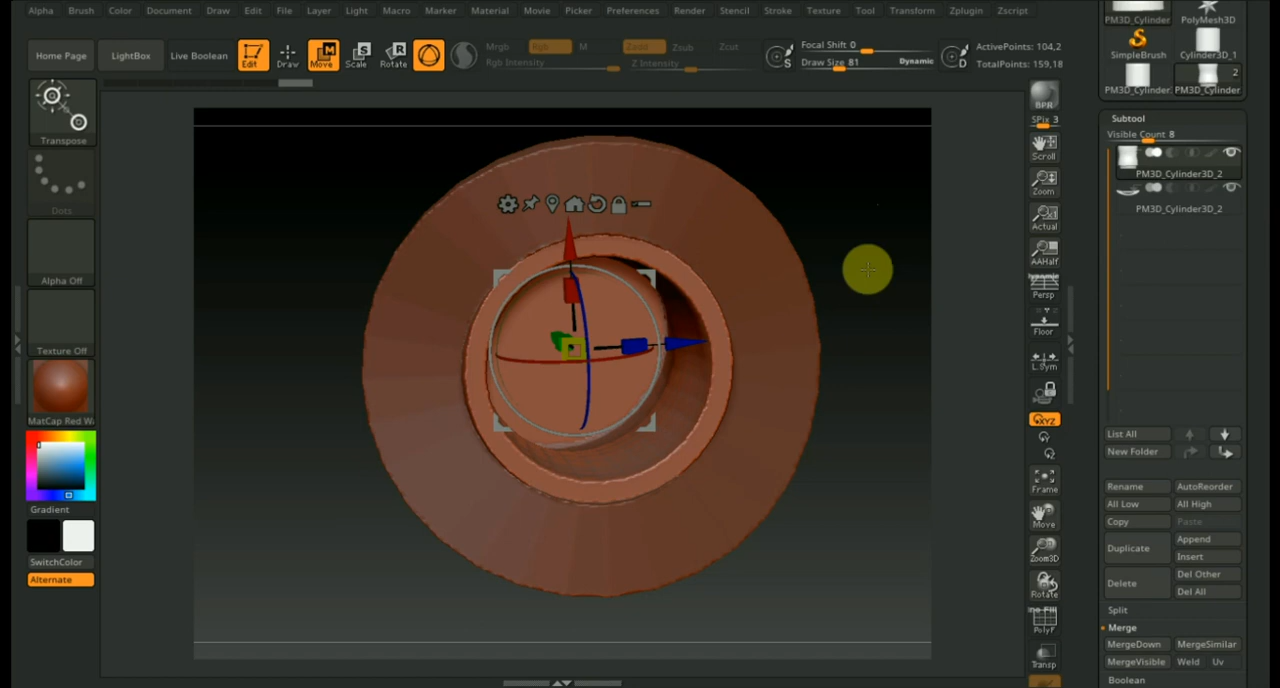 Alpha Brush Color Document Draw Edit File Layer Light Macro Marker Material Movie Picker Preferences Render Stencil Stroke Texture Tool Transform Zplugin Zscript
Home Page LightBox Live Boolean Edit Draw Move Scale Rotate Mrgb Rgb M Zadd Zsub Zcut
Rgb Intensity Z Intensity
Focal Shift 0
Draw Size 81 Dynamic
ActivePoints: 104,2
TotalPoints: 159,18
PM3D_Cylinder PolyMesh3D
SimpleBrush Cylinder3D_1
2
PM3D_Cylinder. PM3D_Cylinder
Transpose
Dots
Alpha Off
Texture Off
MatCap Red W
Gradient
SwitchColor
Alternate
BPR
SPix 3
Scroll
Zoom
Actual
AAHalf
Dynamic
Persp
Floor
L.Sym
XYZ
Frame
Move
Zoom3D
Rotate
PolyF
Transp
Subtool
Visible Count 8
PM3D_Cylinder3D_2
PM3D_Cylinder3D_2
List All
New Folder
Rename AutoReorder
All Low All High
Copy Paste
Duplicate Append
Insert
Delete Del Other
Del All
Split
Merge
MergeDown MergeSimilar
MergeVisible Weld Uv
Boolean